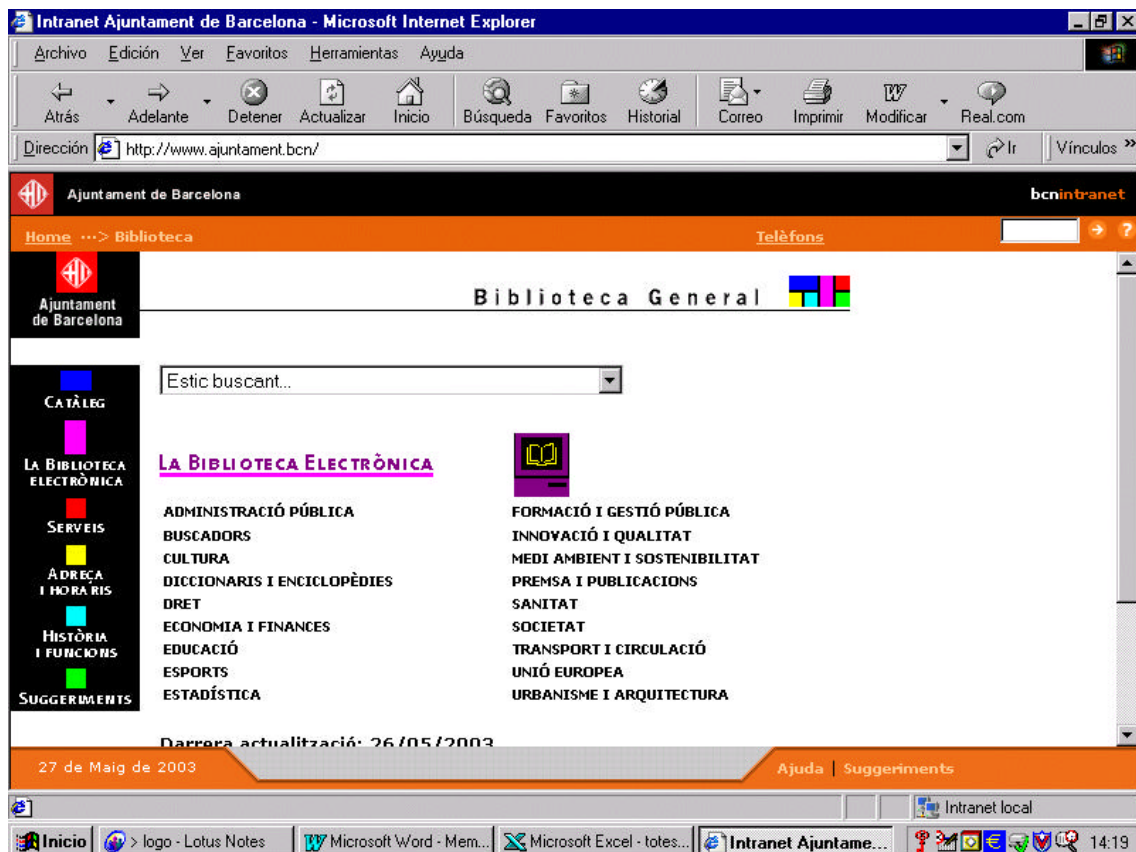 Intranet Ajuntament de Barcelona - Microsoft Internet Explorer
Archivo Edición Ver Favoritos Herramientas Ayuda
Atrás Adelante Detener Actualizar Inicio Búsqueda Favoritos Historial Correo Imprimir Modificar Real.com
Dirección http://www.ajuntament.bcn/ Ir Vínculos »
Ajuntament de Barcelona bcnintranet
Home ···> Biblioteca Telèfons ?
Ajuntament
de Barcelona
Biblioteca General
Estic buscant...
CATÀLEG
LA BIBLIOTECA
ELECTRÒNICA
SERVEIS
ADREÇA
I HORARIS
HISTÒRIA
I FUNCIONS
SUGGERIMENTS
LA BIBLIOTECA ELECTRÒNICA
ADMINISTRACIÓ PÚBLICA
BUSCADORS
CULTURA
DICCIONARIS I ENCICLOPÈDIES
DRET
ECONOMIA I FINANCES
EDUCACIÓ
ESPORTS
ESTADÍSTICA
FORMACIÓ I GESTIÓ PÚBLICA
INNOVACIÓ I QUALITAT
MEDI AMBIENT I SOSTENIBILITAT
PREMSA I PUBLICACIONS
SANITAT
SOCIETAT
TRANSPORT I CIRCULACIÓ
UNIÓ EUROPEA
URBANISME I ARQUITECTURA
Darrera actualització: 26/05/2003
27 de Maig de 2003 Ajuda | Suggeriments
Intranet local
Inicio > logo - Lotus Notes Microsoft Word - Mem... Microsoft Excel - totes... Intranet Ajuntame... 14:19